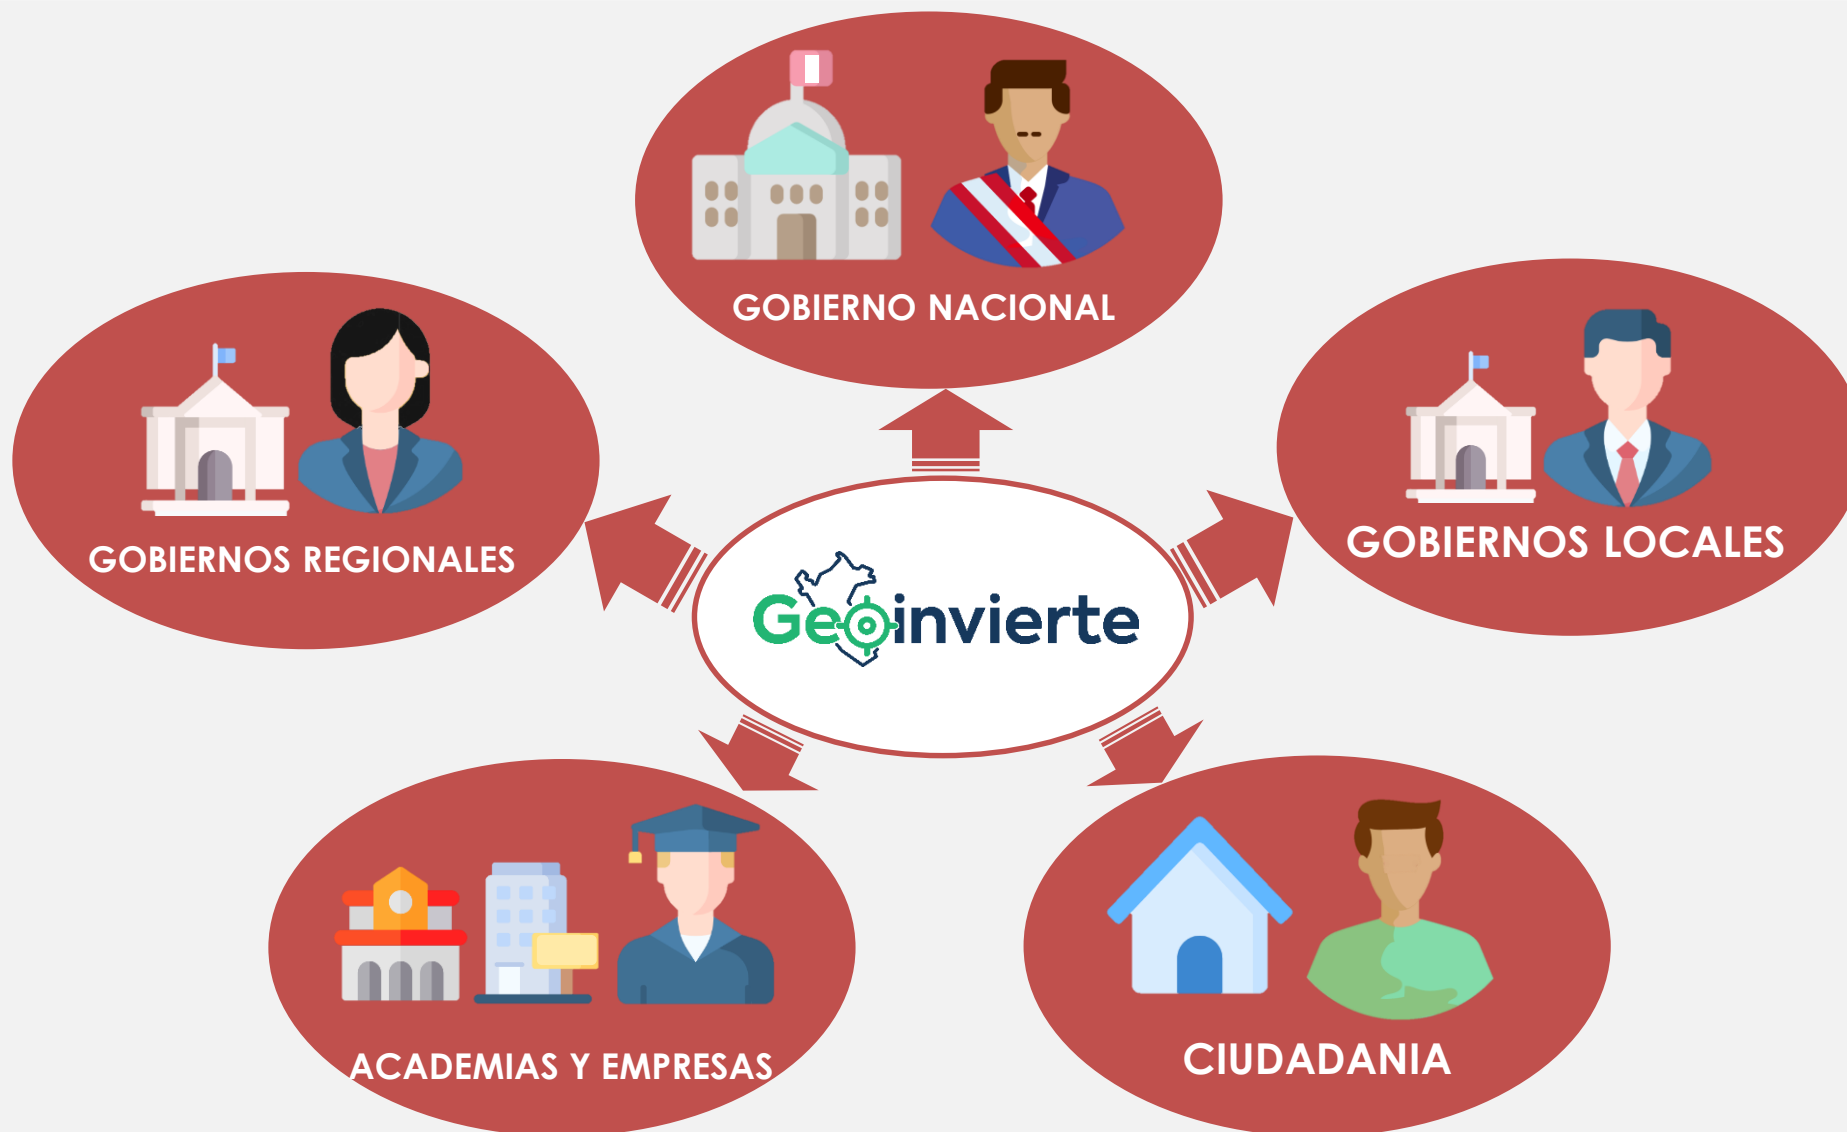 GOBIERNO NACIONAL
GOBIERNOS REGIONALES
GOBIERNOS LOCALES
Geoinvierte
ACADEMIAS Y EMPRESAS
CIUDADANIA